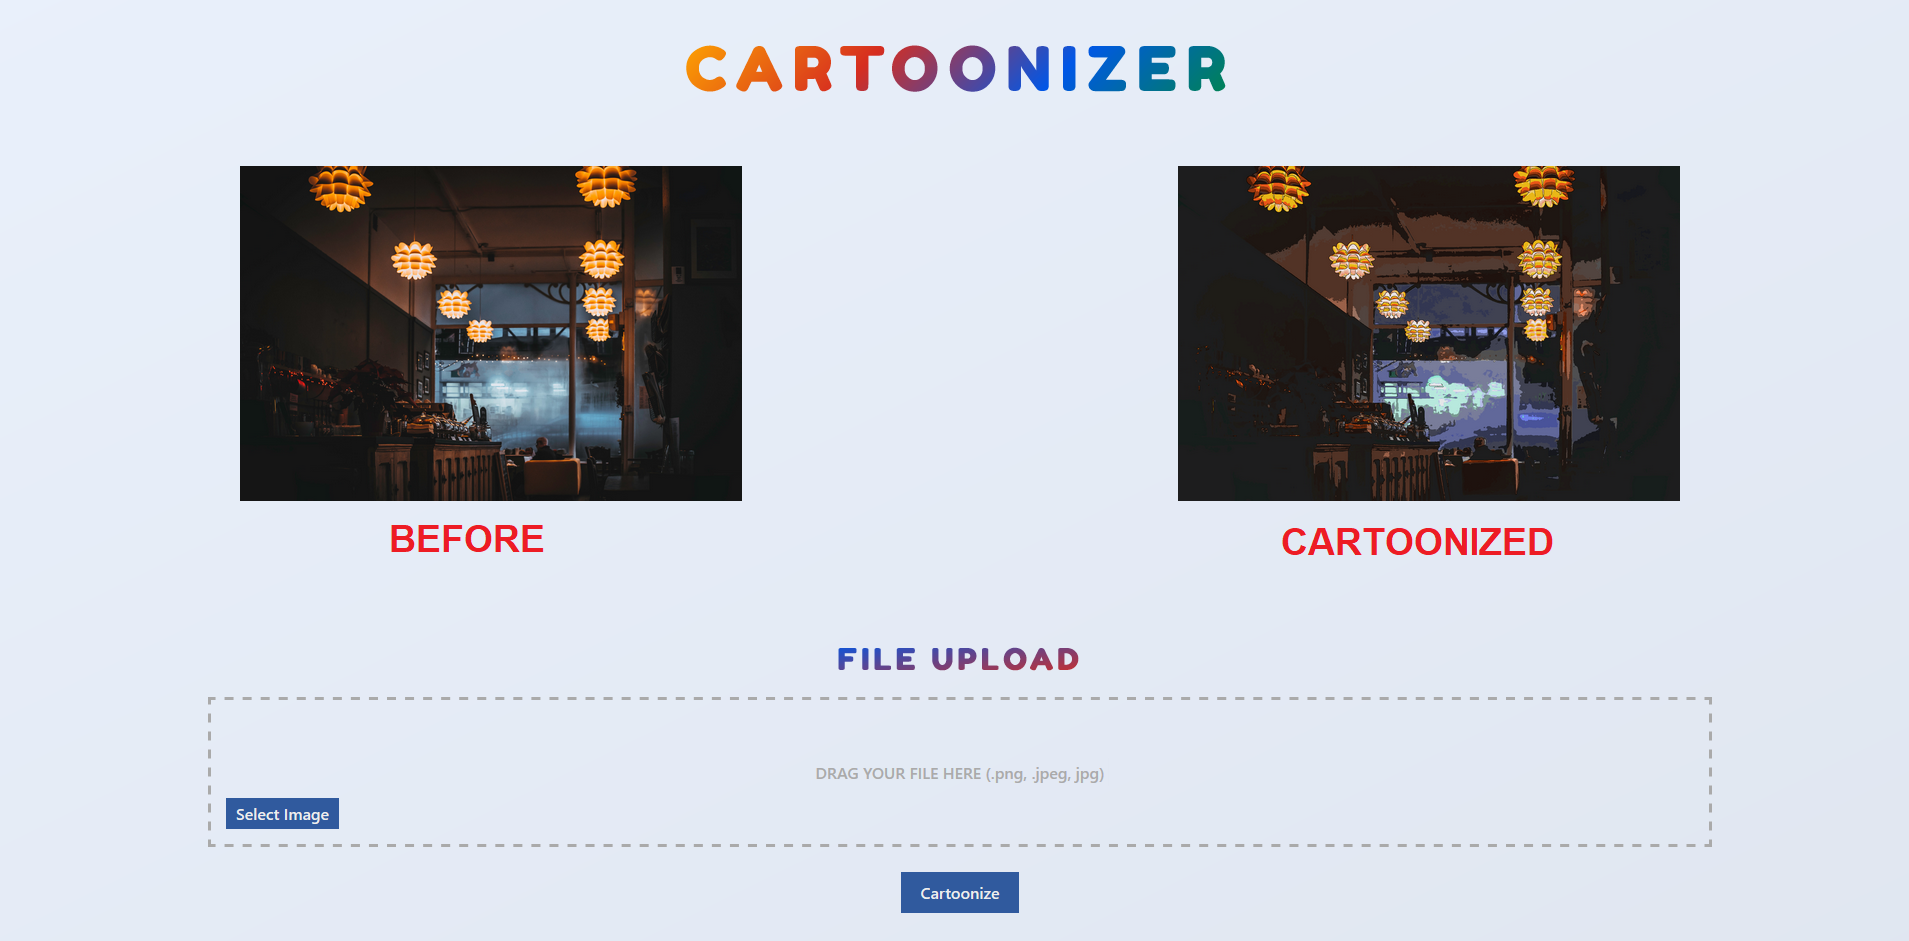 CARTOONIZER
BEFORE
CARTOONIZED
FILE UPLOAD
DRAG YOUR FILE HERE (.png, .jpeg, jpg)
Select Image
Cartoonize